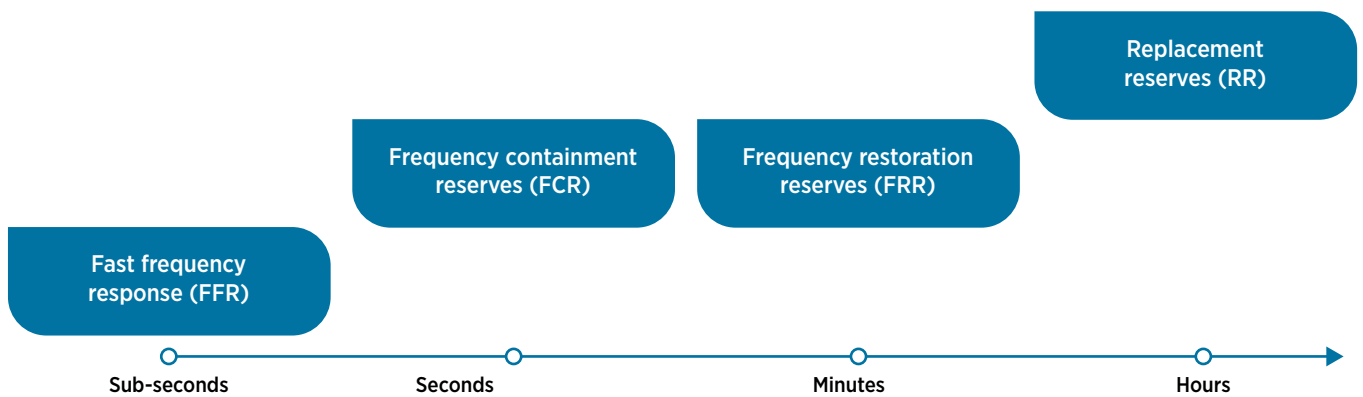 Replacement
reserves (RR)
Frequency containment
reserves (FCR)
Frequency restoration
reserves (FRR)
Fast frequency
response (FFR)
Sub-seconds
Seconds
Minutes
Hours